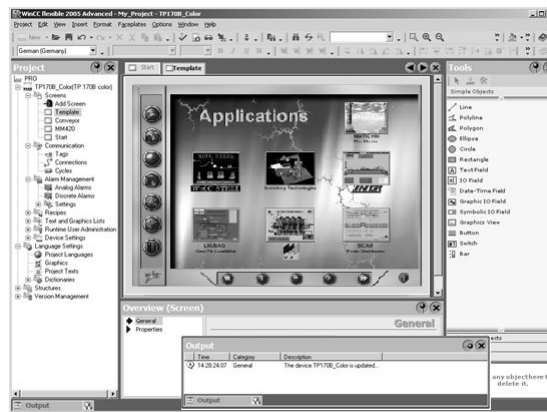 WinCC flexible 2005 Advanced - My_Project - TP170B_Color
Project Edit View Insert Format Faceplates Options Window Help
New
German (Germany)
Project
PRO
TP170B_Color(TP 170B color)
Screens
Add Screen
Template
Conveyor
MM420
Start
Communication
Tags
Connections
Cycles
Alarm Management
Analog Alarms
Discrete Alarms
Settings
Recipes
Text and Graphics Lists
Runtime User Administration
Device Settings
Language Settings
Project Languages
Graphics
Project Texts
Dictionaries
Structures
Version Management
Output
Start
Template
Applications
Overview (Screen)
General
Properties
General
Tools
Simple Objects
Line
Polyline
Polygon
Ellipse
Circle
Rectangle
TextField
IO Field
Date-Time Field
Graphic IO Field
Symbolic IO Field
Graphics View
Button
Switch
Bar
any object here t
delete it.
Output
Time Category Description
14:28:24.07 General The device TP170B_Color is updated...
Output